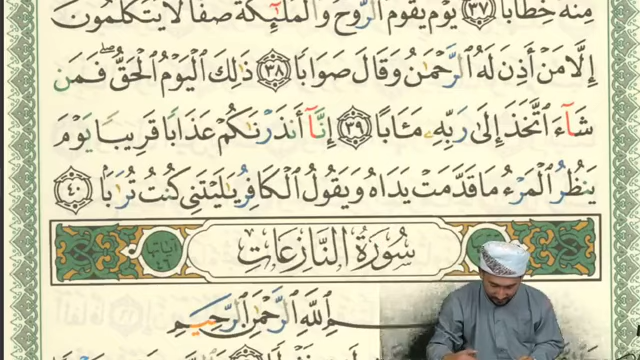 مِنْهُ خِطَابًا ﴿٣٧﴾ يَوْمَ يَقُومُ الرُّوحُ وَالْمَلَٰٓئِكَةُ صَفًّا لَا يَتَكَلَّمُونَ
إِلَّا مَنْ أَذِنَ لَهُ الرَّحْمَٰنُ وَقَالَ صَوَابًا ﴿٣٨﴾ ذَٰلِكَ الْيَوْمُ الْحَقُّ ۖ فَمَن
شَآءَ اتَّخَذَ إِلَىٰ رَبِّهِۦ مَـَٔابًا ﴿٣٩﴾ إِنَّآ أَنذَرْنَٰكُمْ عَذَابًا قَرِيبًا يَوْمَ
يَنظُرُ الْمَرْءُ مَا قَدَّمَتْ يَدَاهُ وَيَقُولُ الْكَافِرُ يَٰلَيْتَنِي كُنتُ تُرَٰبًا ﴿٤٠﴾
سُورَةُ النَّازِعَاتِ
بِسْمِ اللَّهِ الرَّحْمَٰنِ الرَّحِيمِ